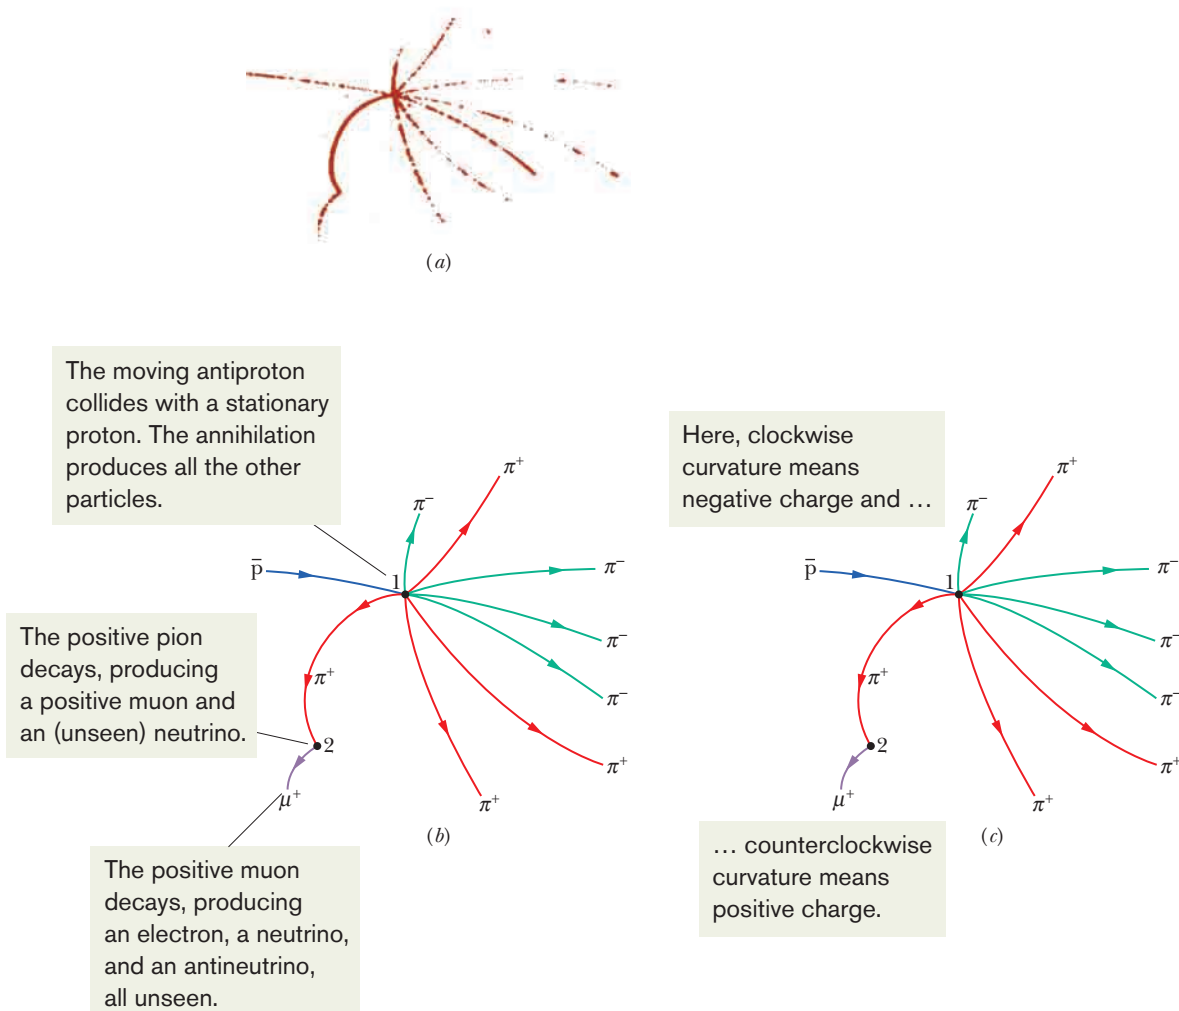 (a)
The moving antiproton
collides with a stationary
proton. The annihilation
produces all the other
particles.
π⁺
π⁻
p̄
1
π⁻
π⁻
π⁻
π⁺
2
π⁺
μ⁺
π⁺
The positive pion
decays, producing
a positive muon and
an (unseen) neutrino.
The positive muon
decays, producing
an electron, a neutrino,
and an antineutrino,
all unseen.
(b)
Here, clockwise
curvature means
negative charge and …
π⁺
π⁻
p̄
1
π⁻
π⁻
π⁻
π⁺
2
π⁺
μ⁺
π⁺
(c)
… counterclockwise
curvature means
positive charge.